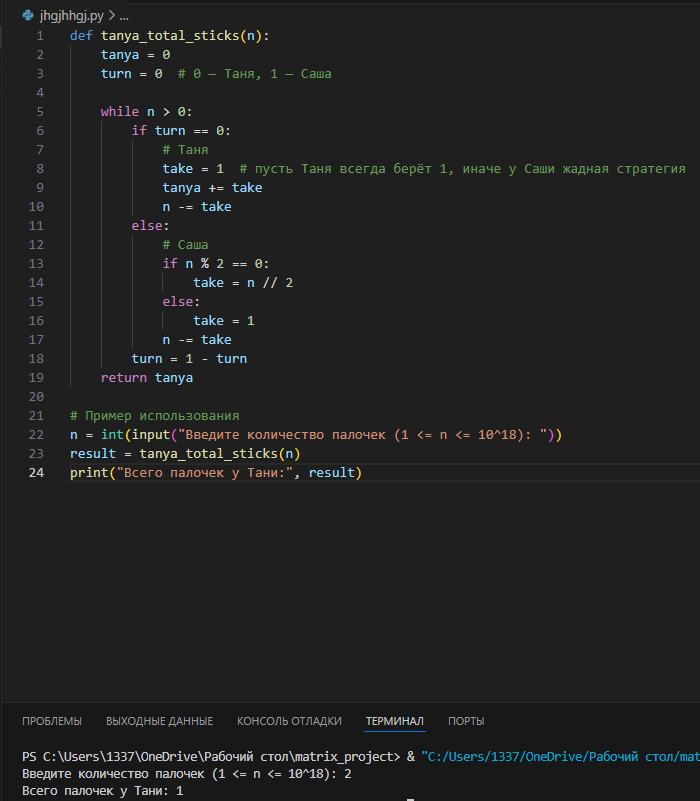 jhgjhhgj.py > ...
1 def tanya_total_sticks(n):
2 tanya = 0
3 turn = 0 # 0 — Таня, 1 — Саша
4
5 while n > 0:
6 if turn == 0:
7 # Таня
8 take = 1 # пусть Таня всегда берёт 1, иначе у Саши жадная стратегия
9 tanya += take
10 n -= take
11 else:
12 # Саша
13 if n % 2 == 0:
14 take = n // 2
15 else:
16 take = 1
17 n -= take
18 turn = 1 - turn
19 return tanya
20
21 # Пример использования
22 n = int(input("Введите количество палочек (1 <= n <= 10^18): "))
23 result = tanya_total_sticks(n)
24 print("Всего палочек у Тани:", result)
ПРОБЛЕМЫ ВЫХОДНЫЕ ДАННЫЕ КОНСОЛЬ ОТЛАДКИ ТЕРМИНАЛ ПОРТЫ
PS C:\Users\1337\OneDrive\Рабочий стол\matrix_project> & "C:/Users/1337/OneDrive/Рабочий стол/mat
Введите количество палочек (1 <= n <= 10^18): 2
Всего палочек у Тани: 1